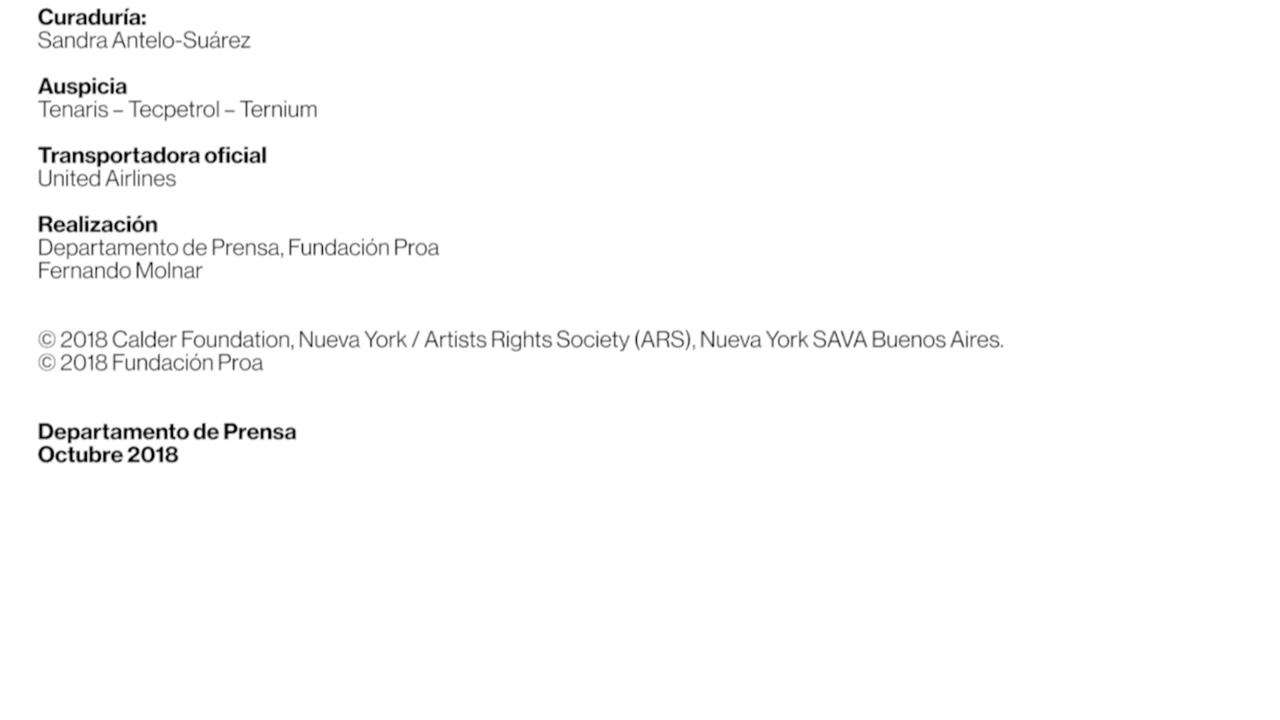 Curaduría:
Sandra Antelo-Suárez
Auspicia
Tenaris – Tecpetrol – Ternium
Transportadora oficial
United Airlines
Realización
Departamento de Prensa, Fundación Proa
Fernando Molnar
© 2018 Calder Foundation, Nueva York / Artists Rights Society (ARS), Nueva York SAVA Buenos Aires.
© 2018 Fundación Proa
Departamento de Prensa
Octubre 2018